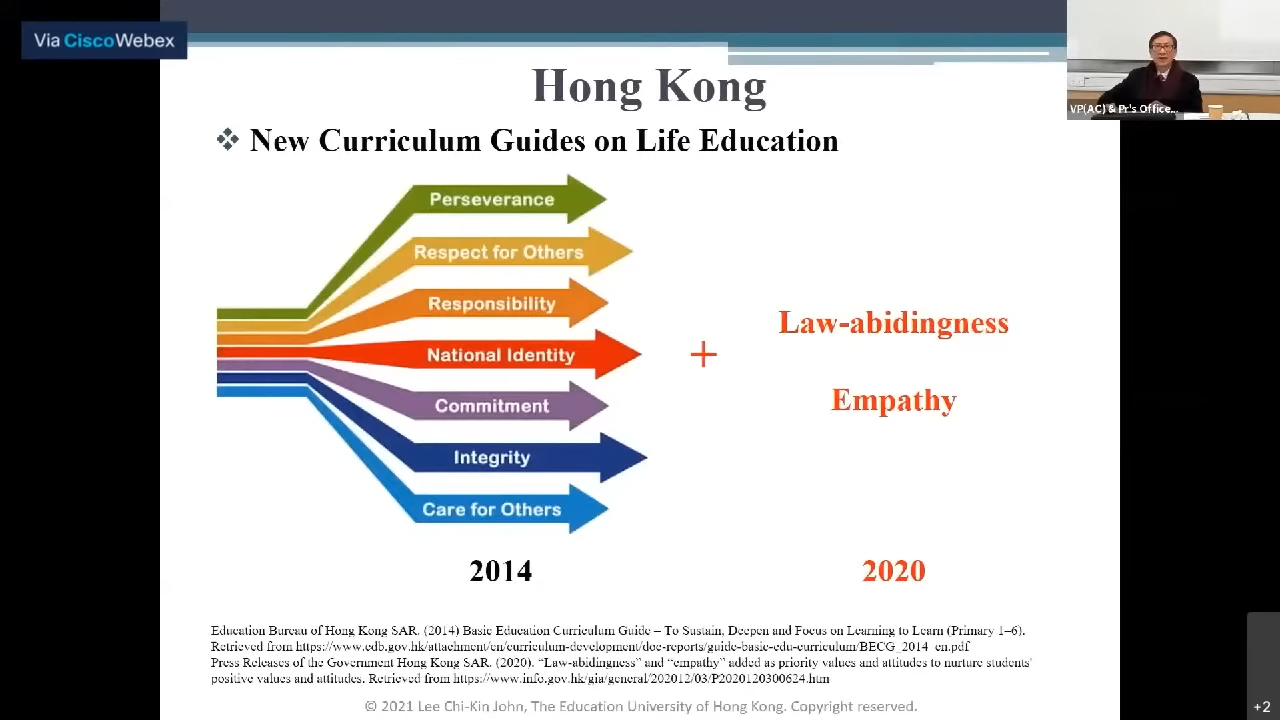 Via Cisco Webex
Hong Kong
New Curriculum Guides on Life Education
Perseverance
Respect for Others
Responsibility
National Identity
Commitment
Integrity
Care for Others
+
Law-abidingness
Empathy
2014
2020
Education Bureau of Hong Kong SAR. (2014) Basic Education Curriculum Guide – To Sustain, Deepen and Focus on Learning to Learn (Primary 1–6).
Retrieved from https://www.edb.gov.hk/attachment/en/curriculum-development/doc-reports/guide-basic-edu-curriculum/BECG_2014_en.pdf
Press Releases of the Government Hong Kong SAR. (2020). “Law-abidingness” and “empathy” added as priority values and attitudes to nurture students'
positive values and attitudes. Retrieved from https://www.info.gov.hk/gia/general/202012/03/P2020120300624.htm
© 2021 Lee Chi-Kin John, The Education University of Hong Kong. Copyright reserved.
VP(AC) & Pr's Office...
+2